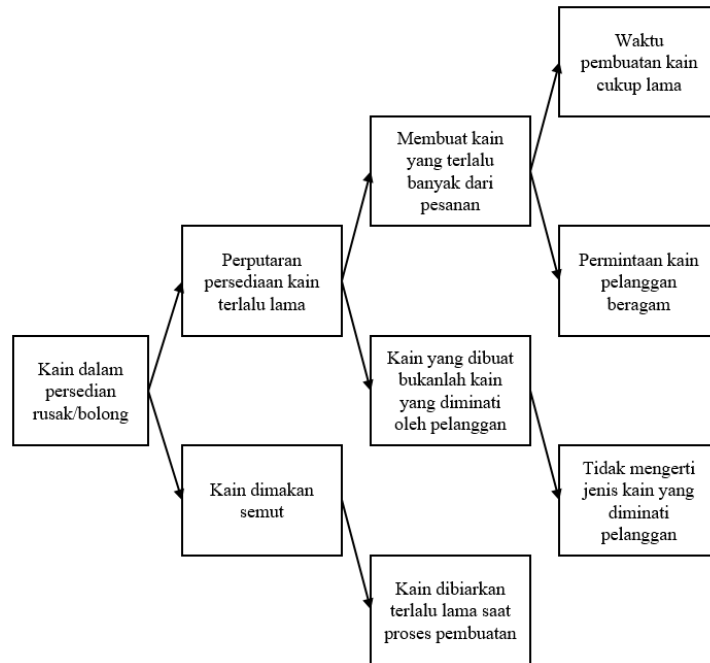 Kain dalam
persedian
rusak/bolong
Perputaran
persediaan kain
terlalu lama
Kain dimakan
semut
Membuat kain
yang terlalu
banyak dari
pesanan
Kain yang dibuat
bukanlah kain
yang diminati
oleh pelanggan
Kain dibiarkan
terlalu lama saat
proses pembuatan
Waktu
pembuatan kain
cukup lama
Permintaan kain
pelanggan
beragam
Tidak mengerti
jenis kain yang
diminati
pelanggan